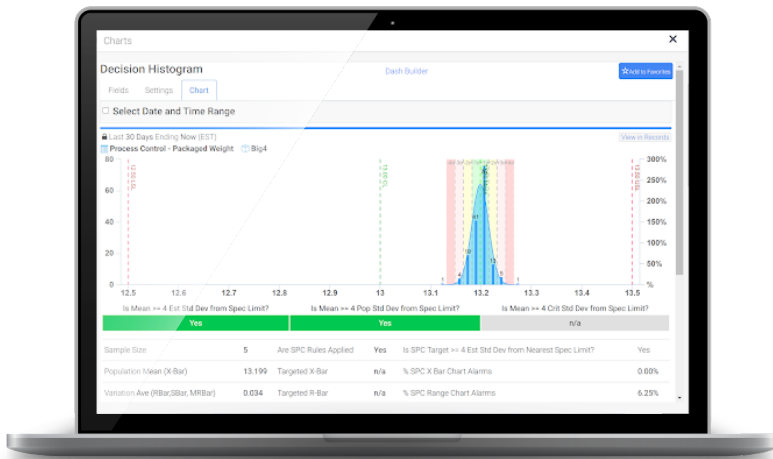 Charts
Decision Histogram
Dash Builder
Add to Favorites
Fields Settings Chart
Select Date and Time Range
Last 30 Days Ending Now (EST)
View in Records
Process Control - Packaged Weight Big4
80 300%
250%
60
200%
40 150%
100%
20
50%
0 %
12.5 12.6 12.7 12.8 12.9 13 13.1 13.2 13.3 13.4 13.5
Is Mean >= 4 Est Std Dev from Spec Limit? Is Mean >= 4 Pop Std Dev from Spec Limit? Is Mean >= 4 Crit Std Dev from Spec Limit?
Yes Yes n/a
Sample Size 5 Are SPC Rules Applied Yes Is SPC Target >= 4 Est Std Dev from Nearest Spec Limit? Yes
Population Mean (X-Bar) 13.199 Targeted X-Bar n/a % SPC X Bar Chart Alarms 0.00%
Variation Ave (RBar,SBar, MRBar) 0.034 Targeted R-Bar n/a % SPC Range Chart Alarms 6.25%